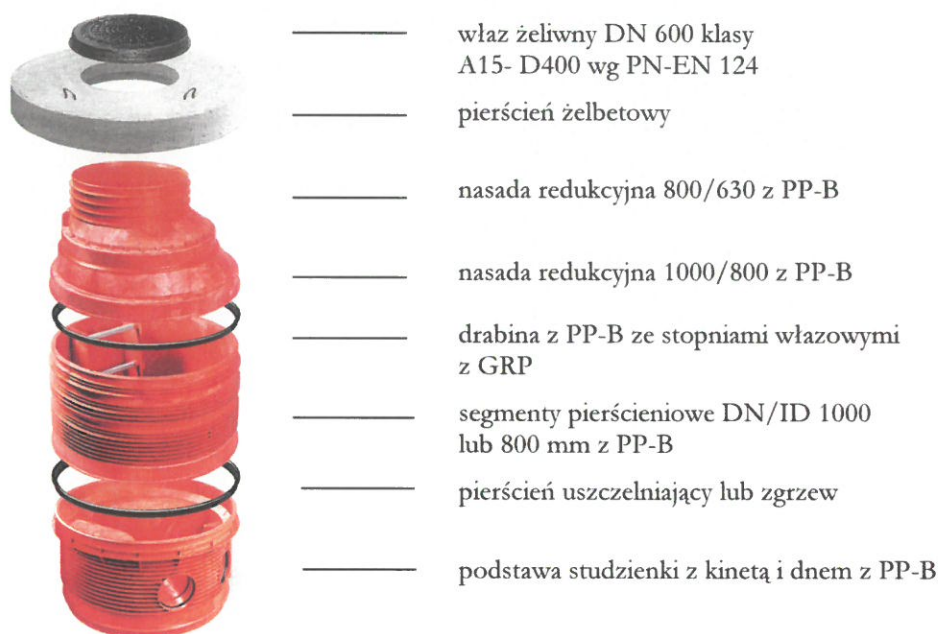 właz żeliwny DN 600 klasy
A15- D400 wg PN-EN 124
pierścień żelbetowy
nasada redukcyjna 800/630 z PP-B
nasada redukcyjna 1000/800 z PP-B
drabina z PP-B ze stopniami włazowymi
z GRP
segmenty pierścieniowe DN/ID 1000
lub 800 mm z PP-B
pierścień uszczelniający lub zgrzew
podstawa studzienki z kinetą i dnem z PP-B